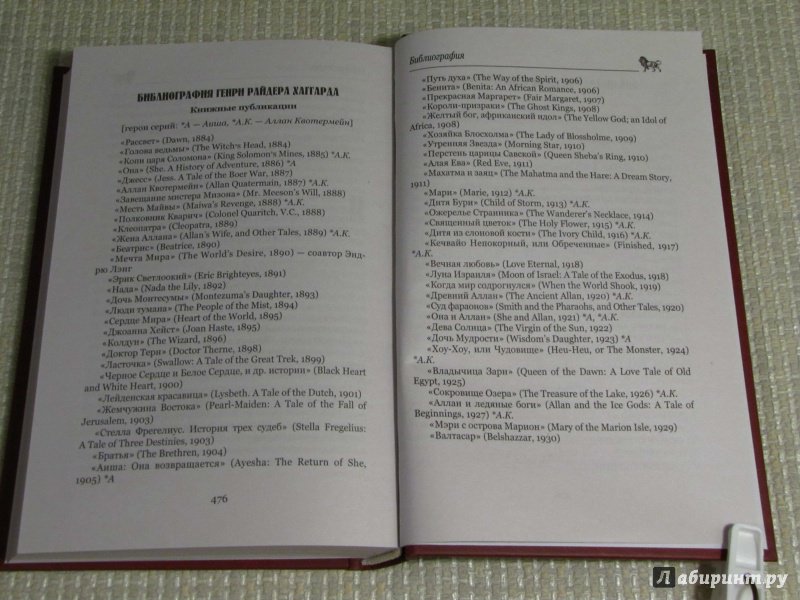 БИБЛИОГРАФИЯ ГЕНРИ РАЙДЕРА ХАГГАРДА
Книжные публикации
[герои серий: *А — Аиша, *А.К. — Аллан Квотермейн]
«Рассвет» (Dawn, 1884)
«Голова ведьмы» (The Witch's Head, 1884)
«Копи царя Соломона» (King Solomon's Mines, 1885) *А.К.
«Она» (She. A History of Adventure, 1886) *А
«Джесс» (Jess. A Tale of the Boer War, 1887)
«Аллан Квотермейн» (Allan Quatermain, 1887) *А.К.
«Завещание мистера Мизона» (Mr. Meeson's Will, 1888)
«Месть Майвы» (Maiwa's Revenge, 1888) *А.К.
«Полковник Кварич» (Colonel Quaritch, V.C., 1888)
«Клеопатра» (Cleopatra, 1889)
«Жена Аллана» (Allan's Wife, and Other Tales, 1889) *А.К.
«Беатрис» (Beatrice, 1890)
«Мечта Мира» (The World's Desire, 1890) — соавтор Энд-
рю Лэнг
«Эрик Светлоокий» (Eric Brighteyes, 1891)
«Нада» (Nada the Lily, 1892)
«Дочь Монтесумы» (Montezuma's Daughter, 1893)
«Люди тумана» (The People of the Mist, 1894)
«Сердце Мира» (Heart of the World, 1895)
«Джоанна Хейст» (Joan Haste, 1895)
«Колдун» (The Wizard, 1896)
«Доктор Терн» (Doctor Therne, 1898)
«Ласточка» (Swallow: A Tale of the Great Trek, 1899)
«Черное Сердце и Белое Сердце, и др. истории» (Black Heart
and White Heart, 1900)
«Лейденская красавица» (Lysbeth. A Tale of the Dutch, 1901)
«Жемчужина Востока» (Pearl-Maiden: A Tale of the Fall of
Jerusalem, 1903)
«Стелла Фрегелиус. История трех судеб» (Stella Fregelius:
A Tale of Three Destinies, 1903)
«Братья» (The Brethren, 1904)
«Аиша: Она возвращается» (Ayesha: The Return of She,
1905) *А
476
Библиография
«Путь духа» (The Way of the Spirit, 1906)
«Бенита» (Benita: An African Romance, 1906)
«Прекрасная Маргарет» (Fair Margaret, 1907)
«Короли-призраки» (The Ghost Kings, 1908)
«Желтый бог, африканский идол» (The Yellow God; an Idol of
Africa, 1908)
«Хозяйка Блосхолма» (The Lady of Blossholme, 1909)
«Утренняя Звезда» (Morning Star, 1910)
«Перстень царицы Савской» (Queen Sheba's Ring, 1910)
«Алая Ева» (Red Eve, 1911)
«Махатма и заяц» (The Mahatma and the Hare: A Dream Story,
1911)
«Мари» (Marie, 1912) *А.К.
«Дитя Бури» (Child of Storm, 1913) *А.К.
«Ожерелье Странника» (The Wanderer's Necklace, 1914)
«Священный цветок» (The Holy Flower, 1915) *А.К.
«Дитя из слоновой кости» (The Ivory Child, 1916) *А.К.
«Кечвайо Непокорный, или Обреченные» (Finished, 1917)
*А.К.
«Вечная любовь» (Love Eternal, 1918)
«Луна Израиля» (Moon of Israel: A Tale of the Exodus, 1918)
«Когда мир содрогнулся» (When the World Shook, 1919)
«Древний Аллан» (The Ancient Allan, 1920) *А.К.
«Суд фараонов» (Smith and the Pharaohs, and Other Tales, 1920)
«Она и Аллан» (She and Allan, 1921) *А, *А.К.
«Дева Солнца» (The Virgin of the Sun, 1922)
«Дочь Мудрости» (Wisdom's Daughter, 1923) *А
«Хоу-Хоу, или Чудовище» (Heu-Heu, or The Monster, 1924)
*А.К.
«Владычица Зари» (Queen of the Dawn: A Love Tale of Old
Egypt, 1925)
«Сокровище Озера» (The Treasure of the Lake, 1926) *А.К.
«Аллан и ледяные боги» (Allan and the Ice Gods: A Tale of
Beginnings, 1927) *А.К.
«Мэри с острова Марион» (Mary of the Marion Isle, 1929)
«Валтасар» (Belshazzar, 1930)
Лабиринт.ру